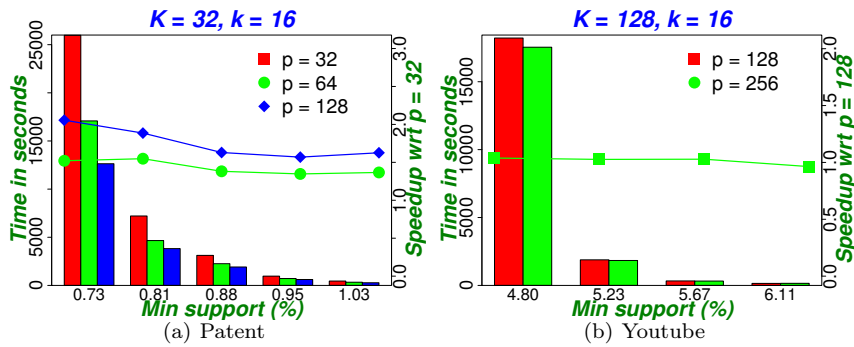 K = 32, k = 16
Time in seconds
0
5000
15000
25000
p = 32
p = 64
p = 128
0.0
1.0
2.0
3.0
Speedup wrt p = 32
0.73 0.81 0.88 0.95 1.03
Min support (%)
(a) Patent
K = 128, k = 16
Time in seconds
0
5000
15000
p = 128
p = 256
0.0
0.5
1.0
1.5
2.0
Speedup wrt p = 128
4.80 5.23 5.67 6.11
Min support (%)
(b) Youtube